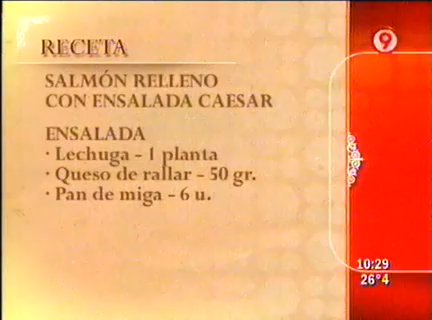 RECETA
9
SALMÓN RELLENO
CON ENSALADA CAESAR
ENSALADA
· Lechuga - 1 planta
· Queso de rallar - 50 gr.
· Pan de miga - 6 u.
10:29
26°4